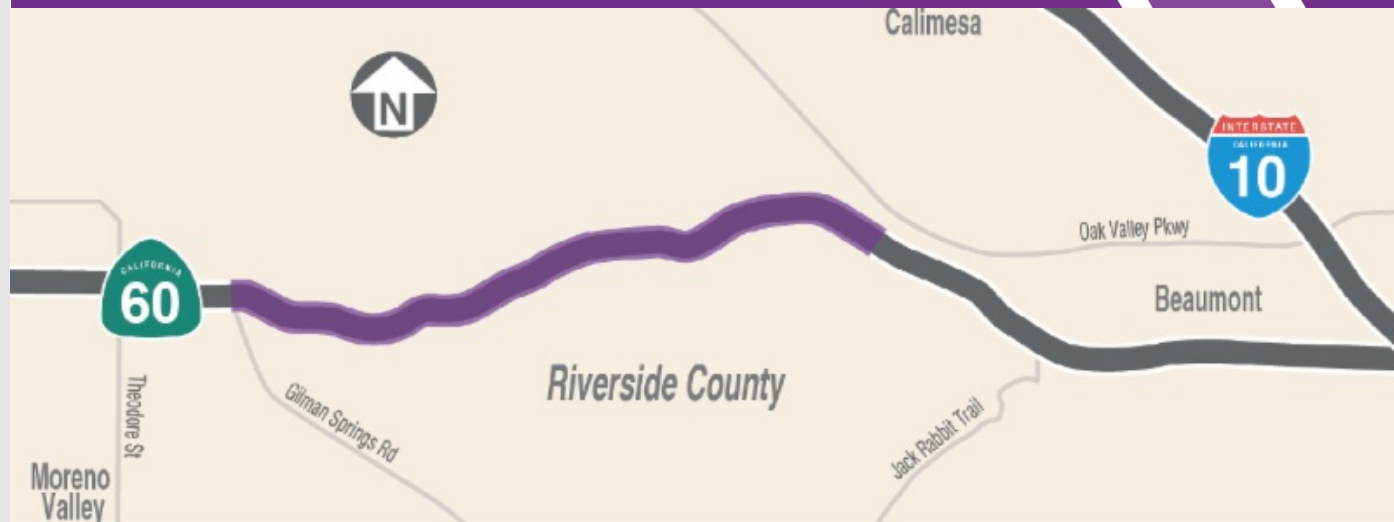 Calimesa
N
INTERSTATE
CALIFORNIA
10
Oak Valley Pkwy
CALIFORNIA
60
Beaumont
Riverside County
Theodore St
Gilman Springs Rd
Jack Rabbit Trail
Moreno
Valley